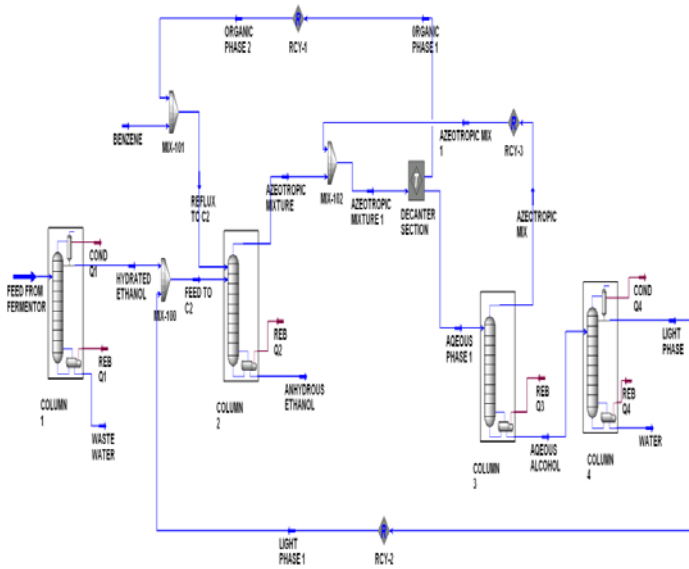 ORGANIC
PHASE 2
RCY-1
ORGANIC
PHASE 1
BENZENE
MIX-101
AZEOTROPIC MIX
1
RCY-3
REFLUX
TO C2
AZEOTROPIC
MIXTURE
MIX-102
AZEOTROPIC
MIXTURE 1
DECANTER
SECTION
AZEOTROPIC
MIX
COND
Q1
FEED FROM
FERMENTOR
HYDRATED
ETHANOL
MIX-100
FEED TO
C2
COND
Q4
REB
Q1
REB
Q2
AQEOUS
PHASE 1
LIGHT
PHASE
COLUMN
1
WASTE
WATER
COLUMN
2
ANHYDROUS
ETHANOL
REB
Q3
REB
Q4
COLUMN
3
AQEOUS
ALCOHOL
COLUMN
4
WATER
LIGHT
PHASE 1
RCY-2